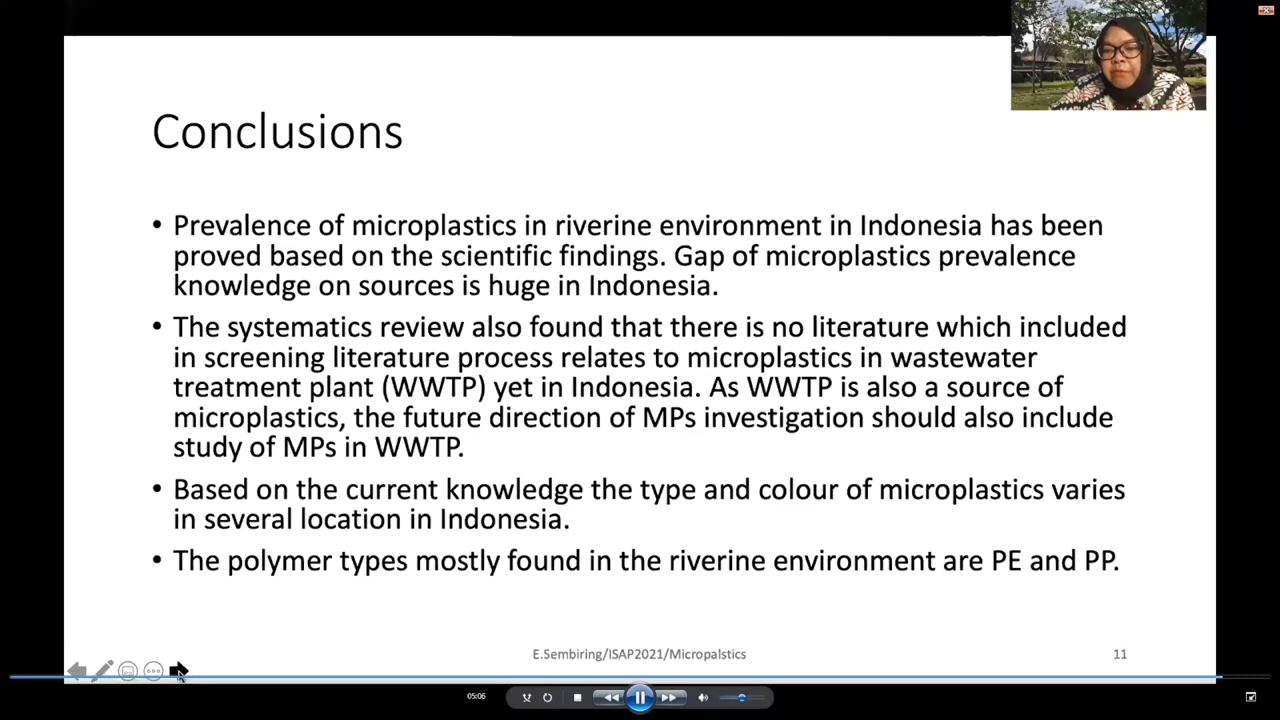 Conclusions
• Prevalence of microplastics in riverine environment in Indonesia has been
proved based on the scientific findings. Gap of microplastics prevalence
knowledge on sources is huge in Indonesia.
• The systematics review also found that there is no literature which included
in screening literature process relates to microplastics in wastewater
treatment plant (WWTP) yet in Indonesia. As WWTP is also a source of
microplastics, the future direction of MPs investigation should also include
study of MPs in WWTP.
• Based on the current knowledge the type and colour of microplastics varies
in several location in Indonesia.
• The polymer types mostly found in the riverine environment are PE and PP.
E.Sembiring/ISAP2021/Micropalstics
11
05:06